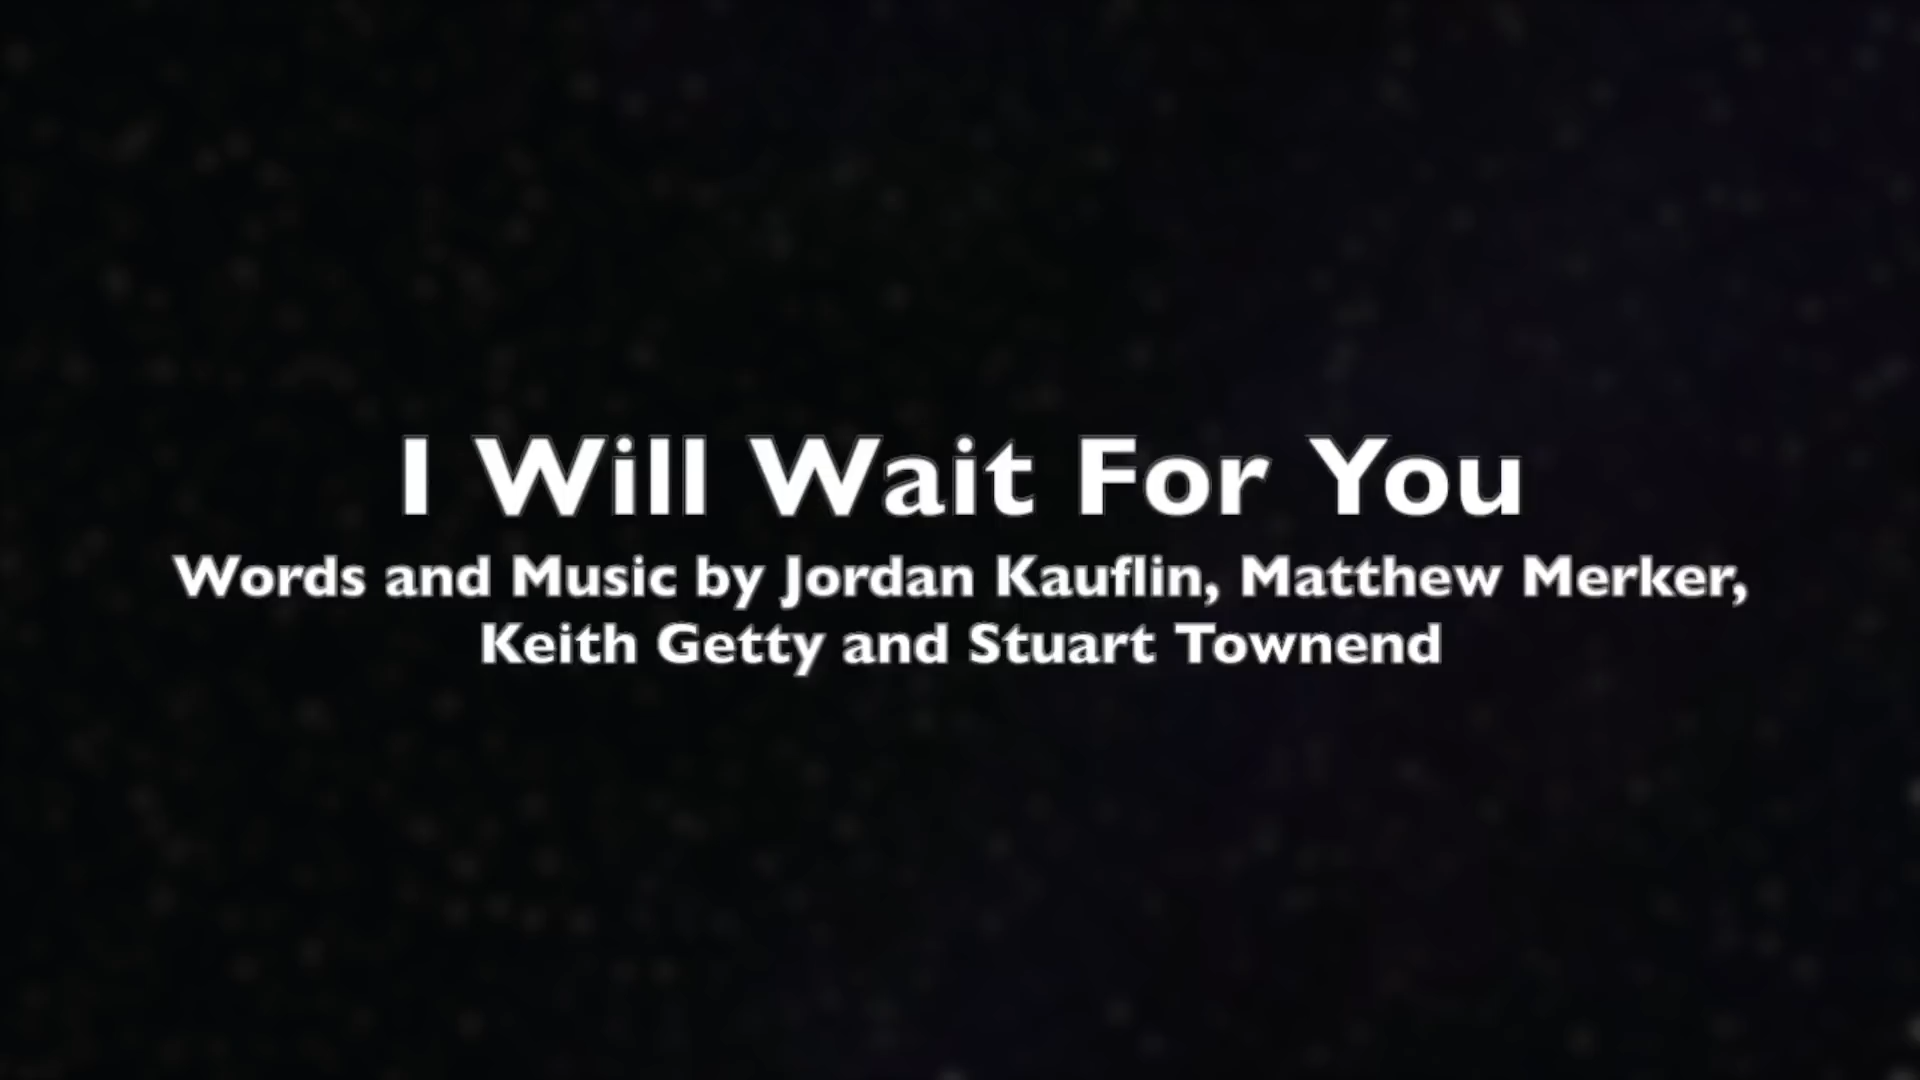 I Will Wait For You
Words and Music by Jordan Kauflin, Matthew Merker,
Keith Getty and Stuart Townend